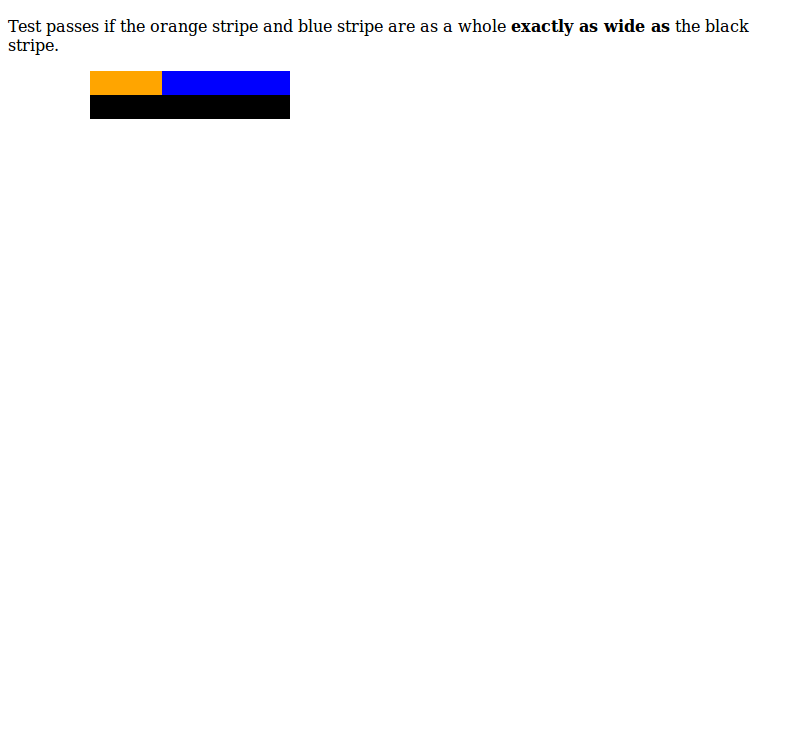 Test passes if the orange stripe and blue stripe are as a whole exactly as wide as the black
stripe.